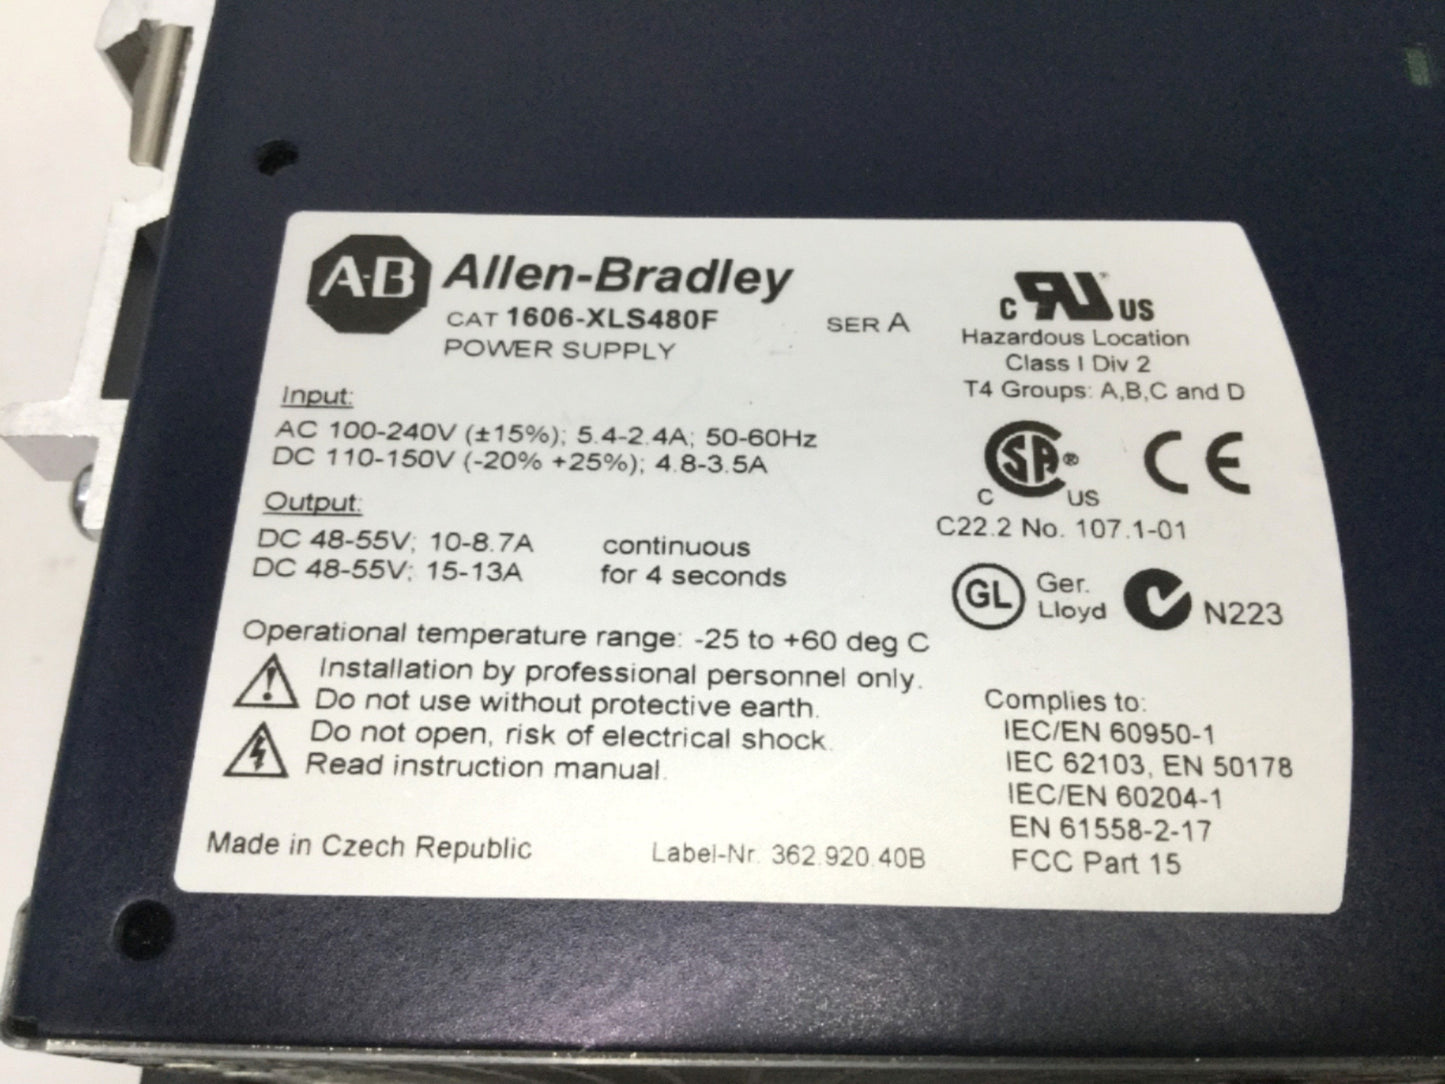 A-B Allen-Bradley
CAT 1606-XLS480F SER A
POWER SUPPLY
Input:
AC 100-240V (±15%); 5.4-2.4A; 50-60Hz
DC 110-150V (-20% +25%); 4.8-3.5A
Output:
DC 48-55V; 10-8.7A continuous
DC 48-55V; 15-13A for 4 seconds
Operational temperature range: -25 to +60 deg C
Installation by professional personnel only.
Do not use without protective earth.
Do not open, risk of electrical shock.
Read instruction manual.
Made in Czech Republic
Label-Nr. 362.920.40B
C RU US
Hazardous Location
Class I Div 2
T4 Groups: A,B,C and D
C SA® US
CE
C22.2 No. 107.1-01
GL Ger.
Lloyd
N223
Complies to:
IEC/EN 60950-1
IEC 62103, EN 50178
IEC/EN 60204-1
EN 61558-2-17
FCC Part 15